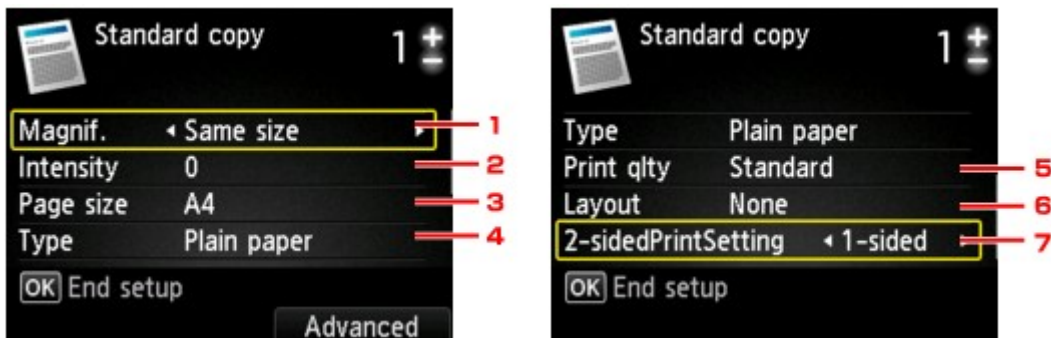 Standard copy
1
Magnif. Same size
1
Intensity 0
2
Page size A4
3
Type Plain paper
4
OK End setup
Advanced
Standard copy
1
Type Plain paper
Print qlty Standard
5
Layout None
6
2-sidedPrintSetting 1-sided
7
OK End setup